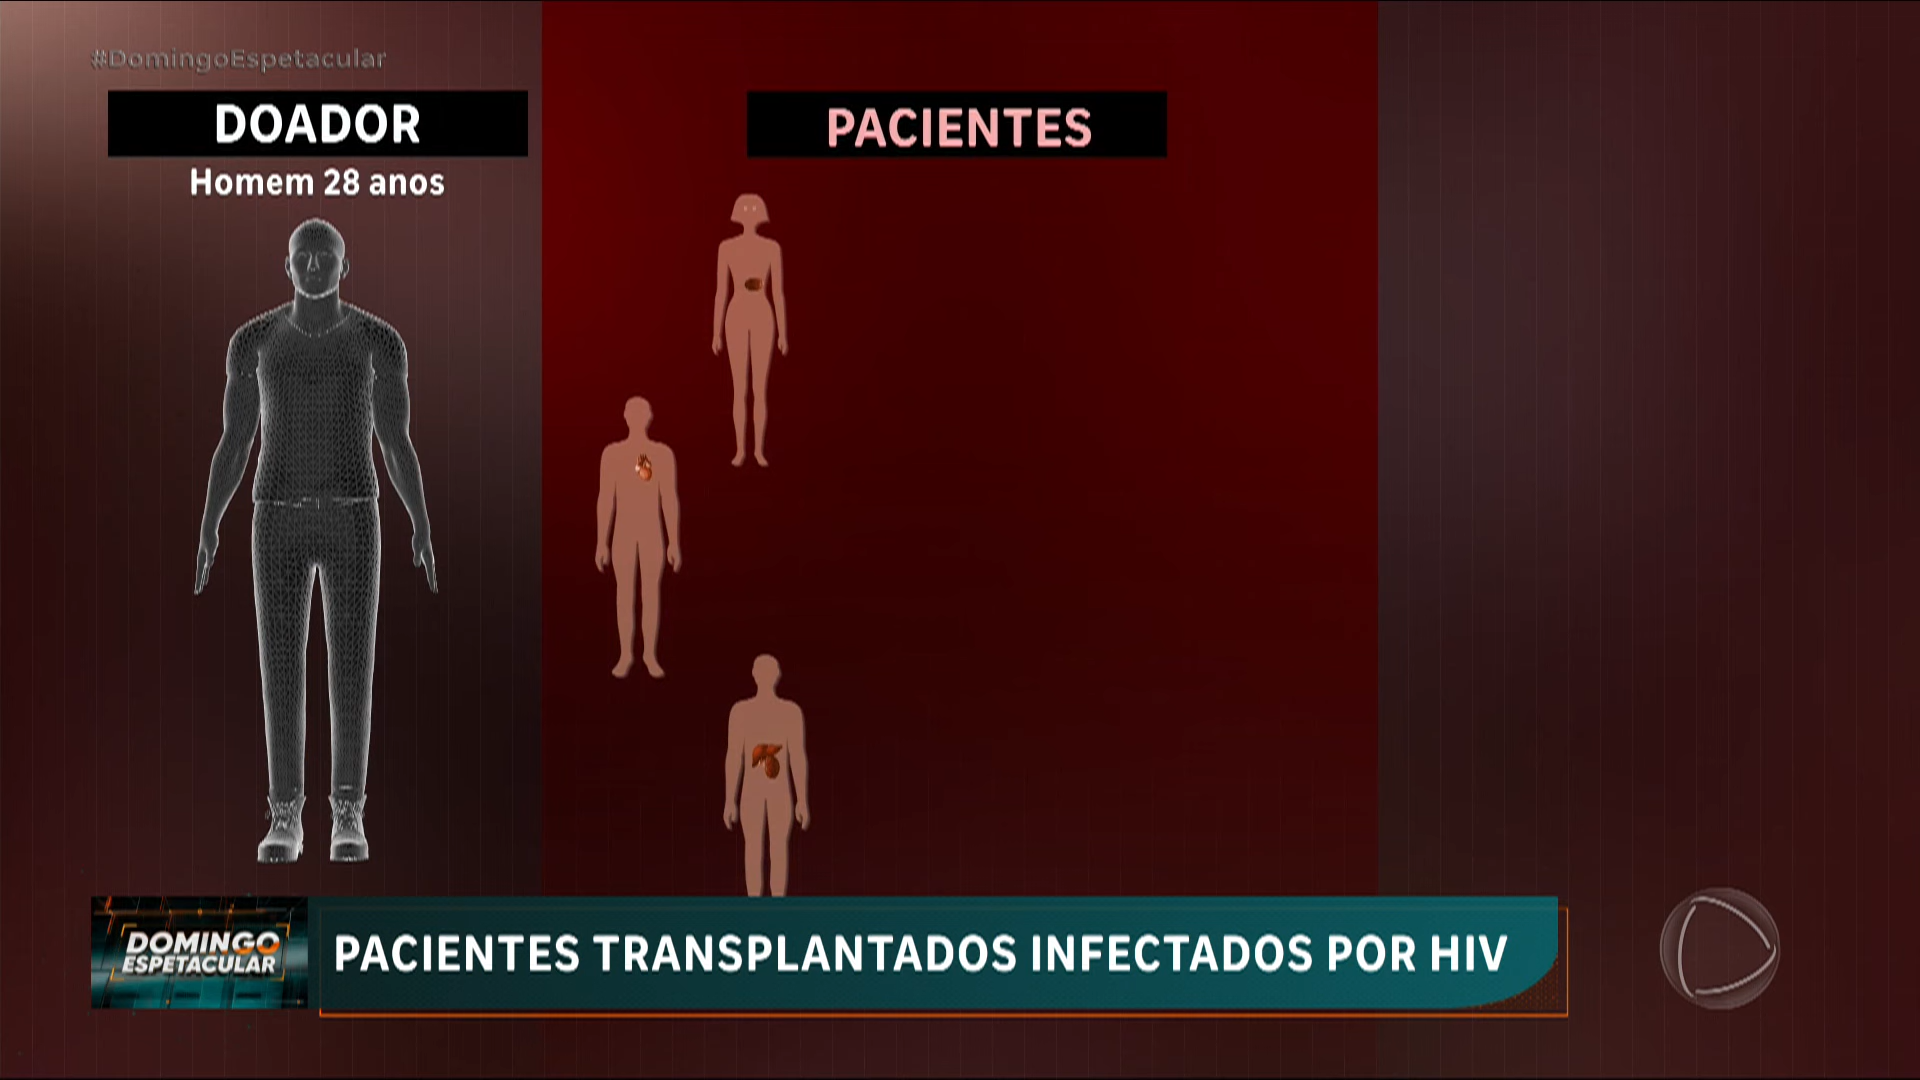 #DomingoEspetacular
DOADOR
Homem 28 anos
PACIENTES
DOMINGO
ESPETACULAR
PACIENTES TRANSPLANTADOS INFECTADOS POR HIV